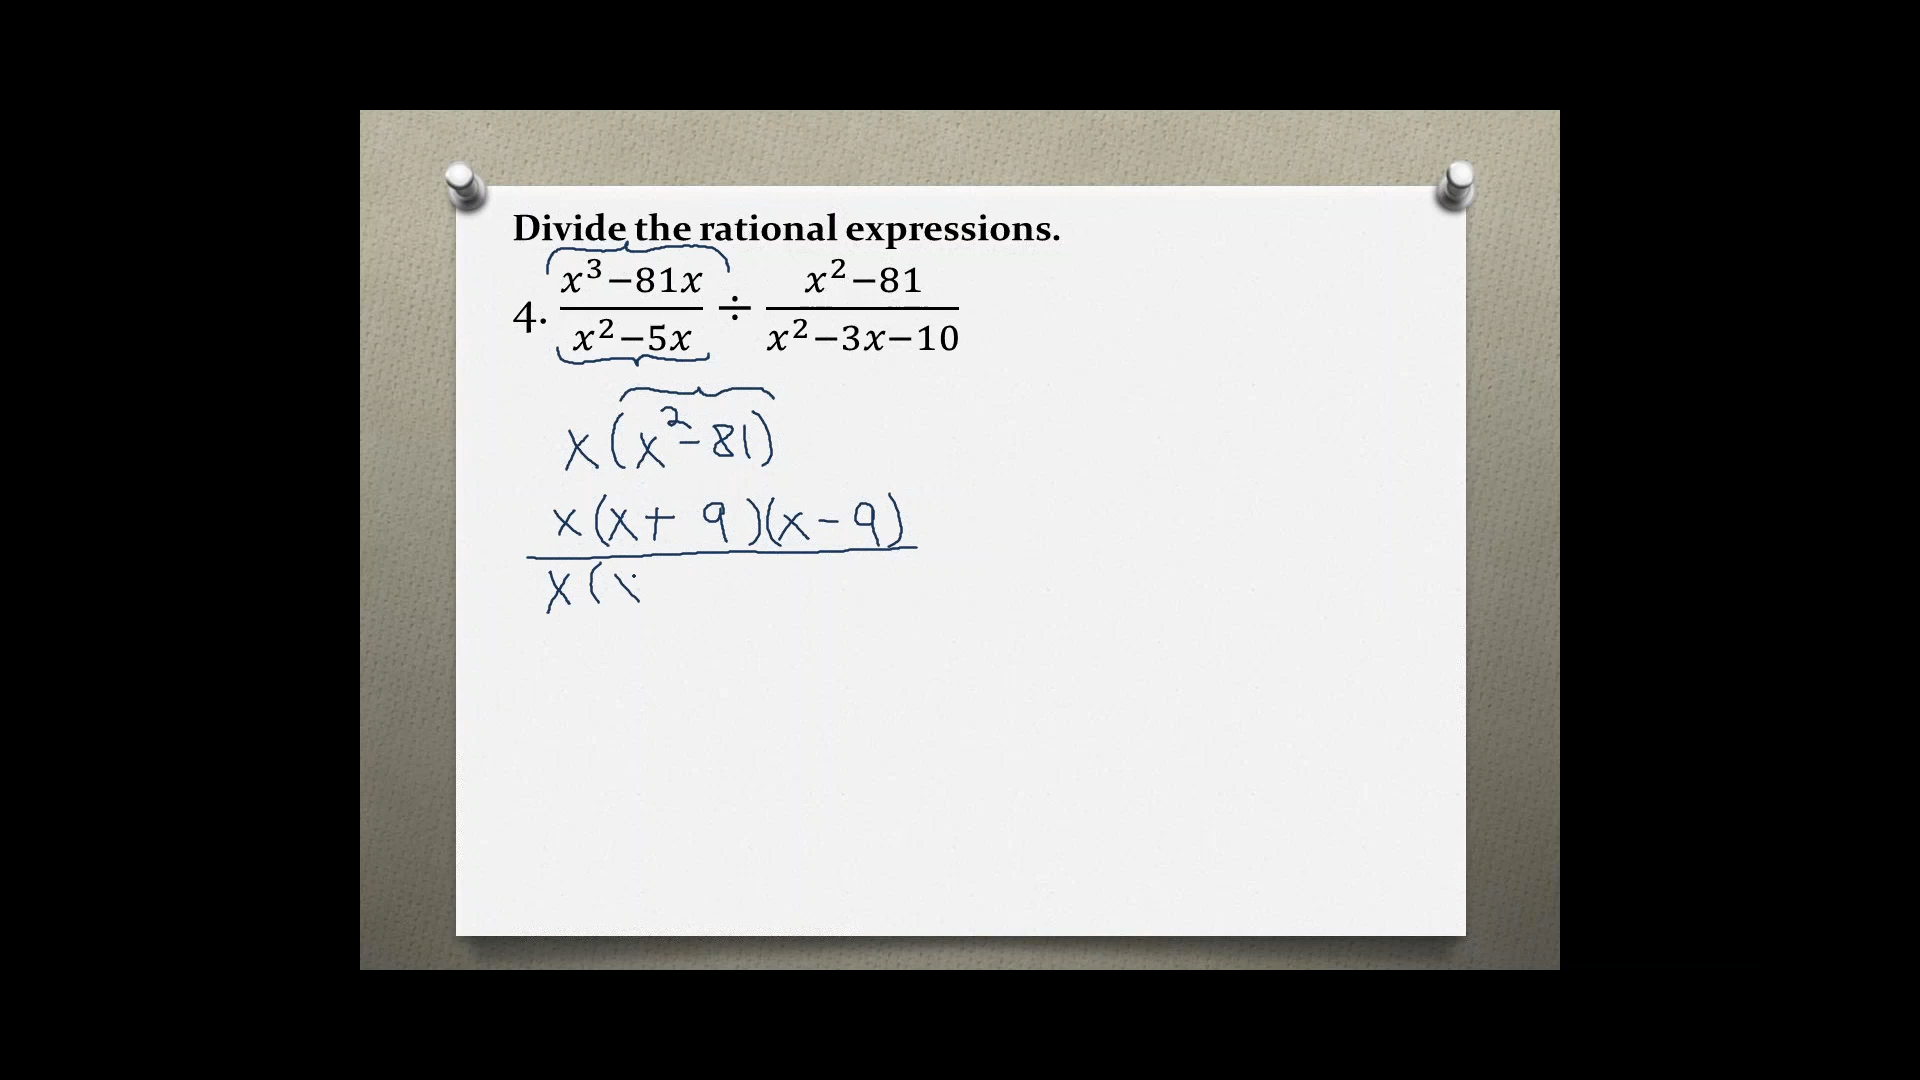 Divide the rational expressions.
4. x³−81x / x²−5x ÷ x²−81 / x²−3x−10
x(x²-81)
x(x+9)(x-9)
x(x